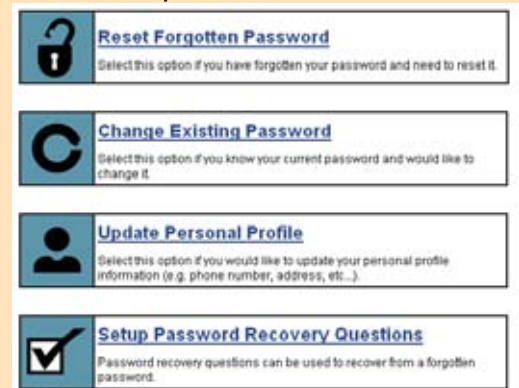 Reset Forgotten Password
Select this option if you have forgotten your password and need to reset it.
Change Existing Password
Select this option if you know your current password and would like to
change it.
Update Personal Profile
Select this option if you would like to update your personal profile
information (e.g. phone number, address, etc...).
Setup Password Recovery Questions
Password recovery questions can be used to recover from a forgotten
password.